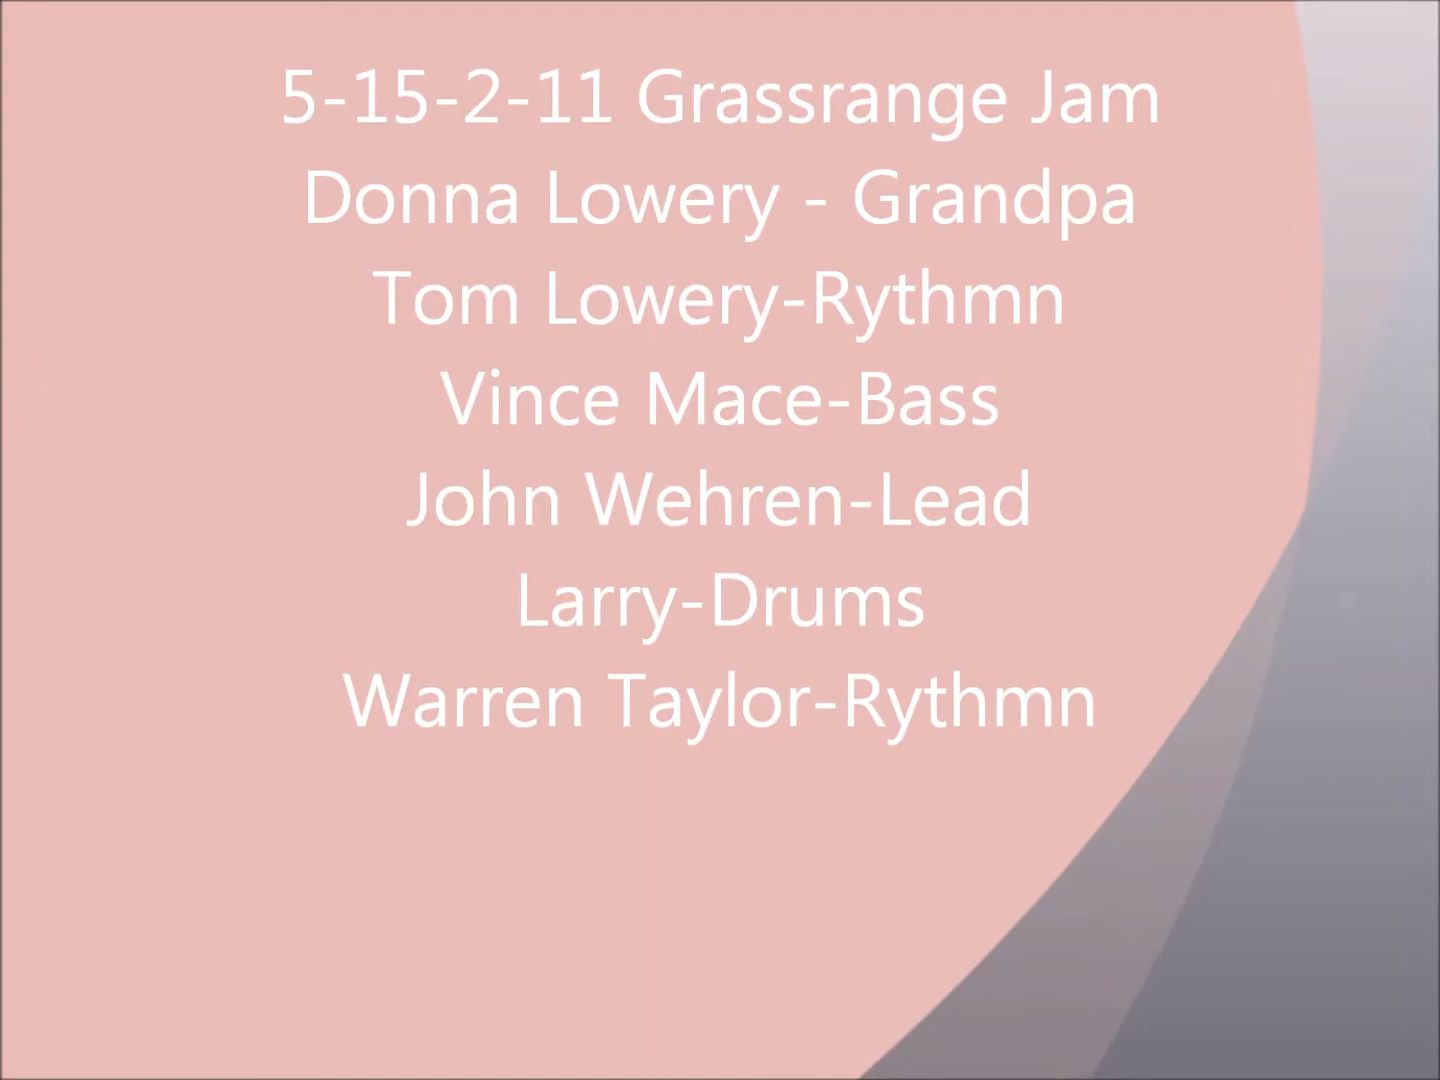 5-15-2-11 Grassrange Jam
Donna Lowery - Grandpa
Tom Lowery-Rythmn
Vince Mace-Bass
John Wehren-Lead
Larry-Drums
Warren Taylor-Rythmn